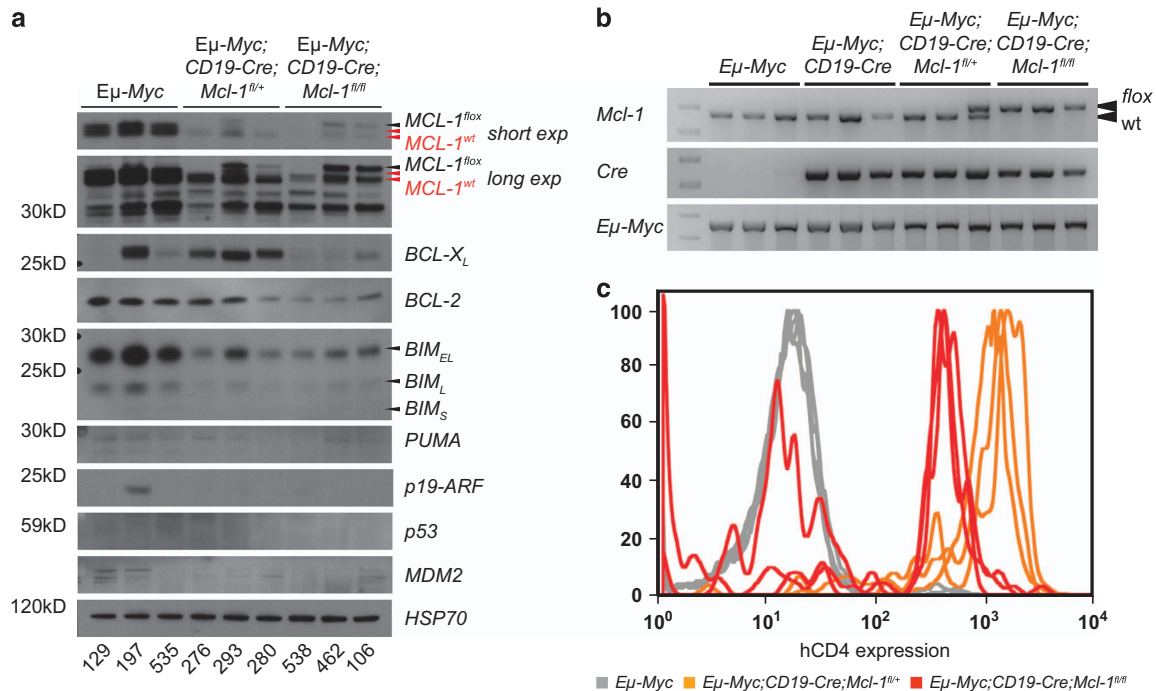 a
Eμ-Myc
Eμ-Myc;
CD19-Cre;
Mcl-1fl/+
Eμ-Myc;
CD19-Cre;
Mcl-1fl/fl
MCL-1flox
MCL-1wt
short exp
MCL-1flox
MCL-1wt
long exp
30kD
25kD
BCL-XL
BCL-2
30kD
25kD
BIMEL
BIML
BIMS
30kD
PUMA
25kD
p19-ARF
59kD
p53
MDM2
120kD
HSP70
129 197 535 276 293 280 538 462 106
b
Eμ-Myc
Eμ-Myc;
CD19-Cre
Eμ-Myc;
CD19-Cre;
Mcl-1fl/+
Eμ-Myc;
CD19-Cre;
Mcl-1fl/fl
Mcl-1
flox
wt
Cre
Eμ-Myc
c
100
80
60
40
20
0
10⁰ 10¹ 10² 10³ 10⁴
hCD4 expression
Eμ-Myc Eμ-Myc;CD19-Cre;Mcl-1fl/+ Eμ-Myc;CD19-Cre;Mcl-1fl/fl